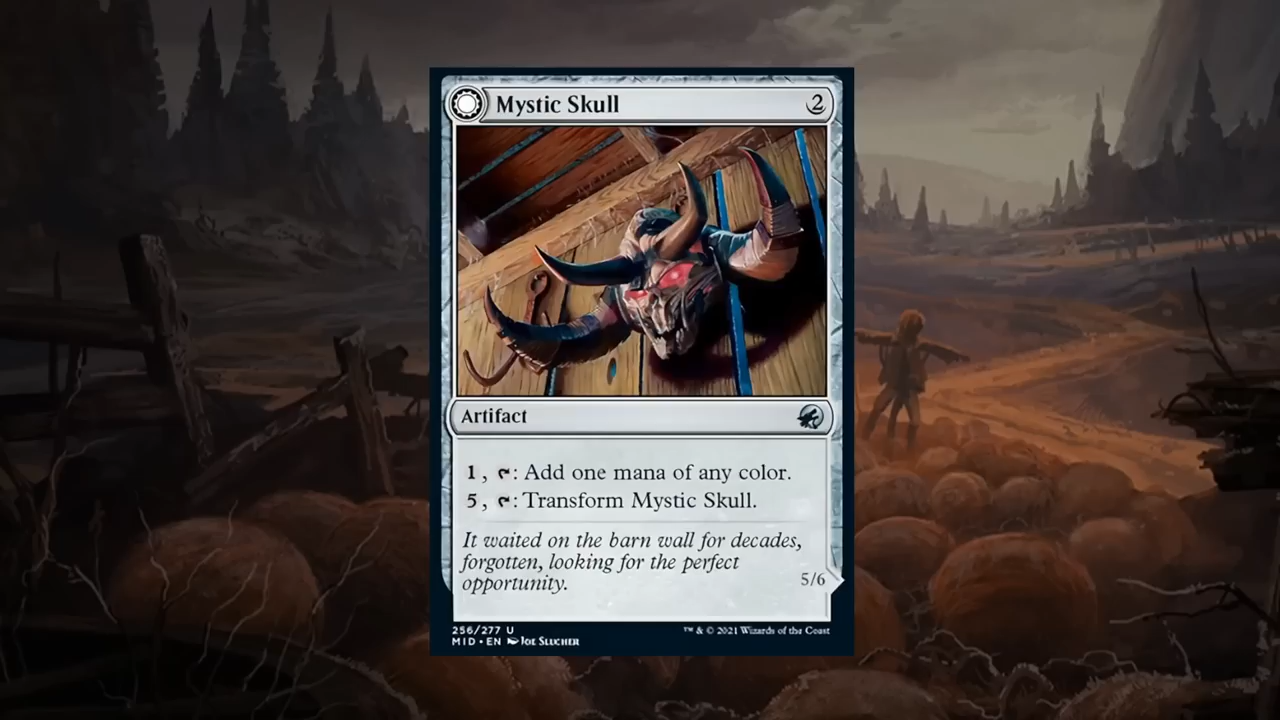 Mystic Skull 2
Artifact
1, : Add one mana of any color.
5, : Transform Mystic Skull.
It waited on the barn wall for decades,
forgotten, looking for the perfect
opportunity.
5/6
256/277 U
MID • EN Joe Slucher
™ & © 2021 Wizards of the Coast